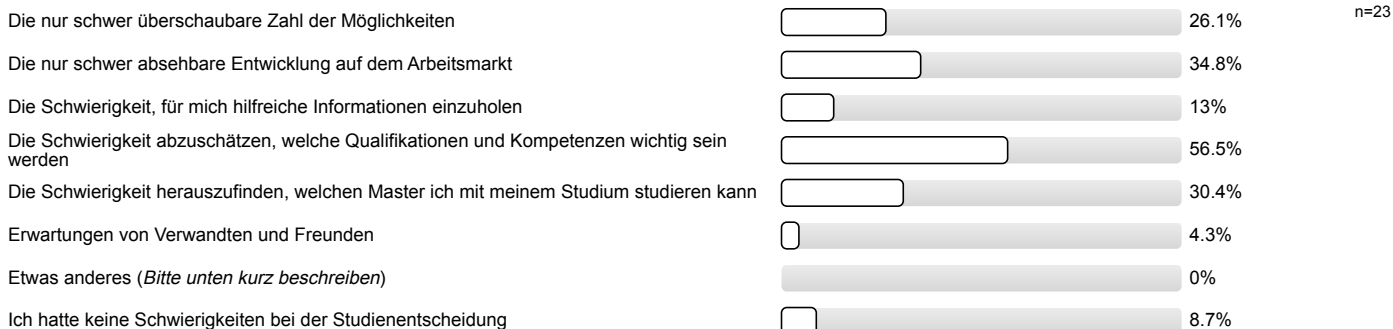 Die nur schwer überschaubare Zahl der Möglichkeiten 26.1% n=23
Die nur schwer absehbare Entwicklung auf dem Arbeitsmarkt 34.8%
Die Schwierigkeit, für mich hilfreiche Informationen einzuholen 13%
Die Schwierigkeit abzuschätzen, welche Qualifikationen und Kompetenzen wichtig sein
werden 56.5%
Die Schwierigkeit herauszufinden, welchen Master ich mit meinem Studium studieren kann 30.4%
Erwartungen von Verwandten und Freunden 4.3%
Etwas anderes (Bitte unten kurz beschreiben) 0%
Ich hatte keine Schwierigkeiten bei der Studienentscheidung 8.7%